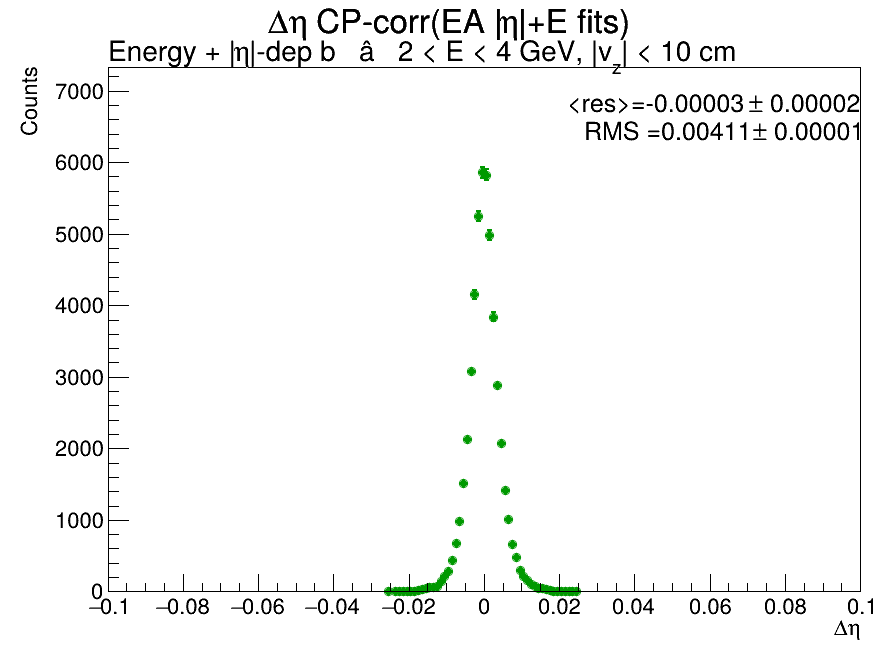 Δη CP-corr(EA |η|+E fits)
Energy + |η|-dep b â 2 < E < 4 GeV, |v_z| < 10 cm
Counts
<res>=-0.00003± 0.00002
RMS =0.00411± 0.00001
7000
6000
5000
4000
3000
2000
1000
0
−0.1 −0.08 −0.06 −0.04 −0.02 0 0.02 0.04 0.06 0.08 0.1
Δη